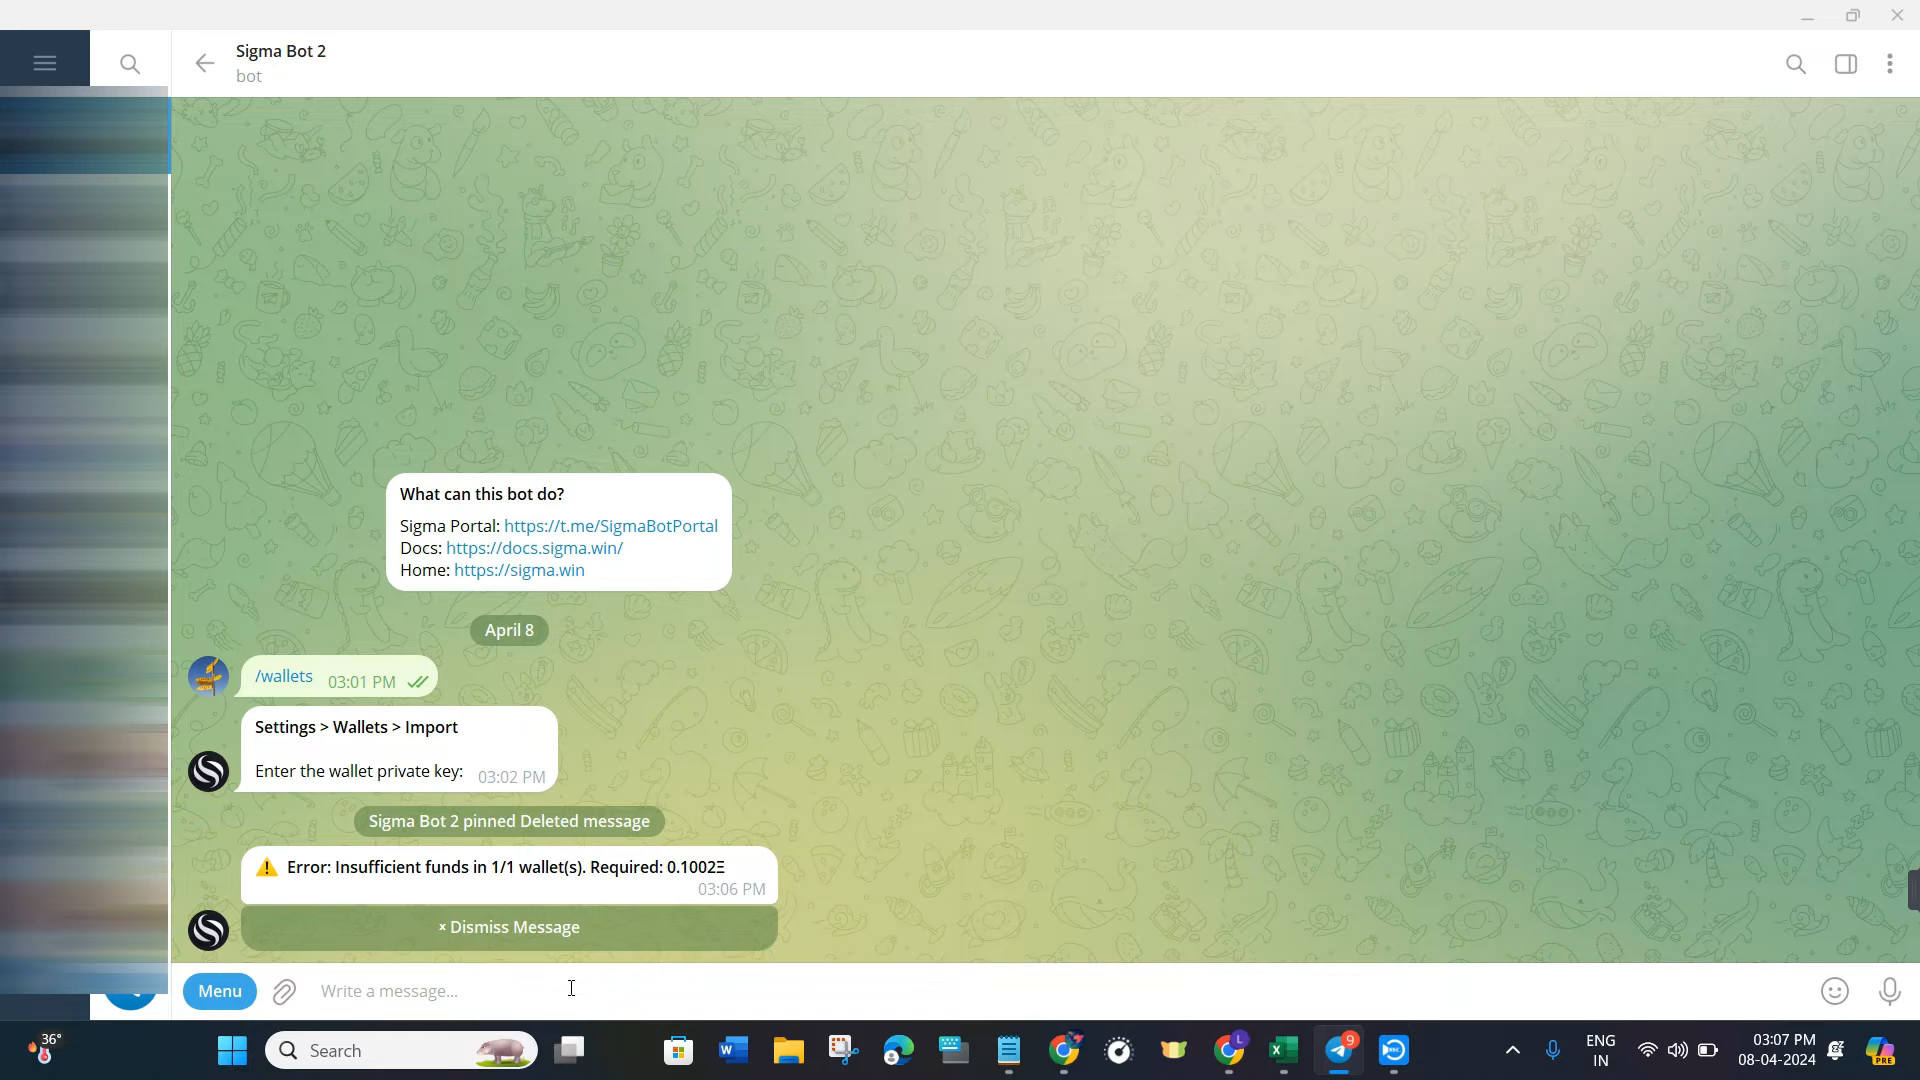 Sigma Bot 2
bot
What can this bot do?
Sigma Portal: https://t.me/SigmaBotPortal
Docs: https://docs.sigma.win/
Home: https://sigma.win
April 8
/wallets 03:01 PM
Settings > Wallets > Import
Enter the wallet private key: 03:02 PM
Sigma Bot 2 pinned Deleted message
Error: Insufficient funds in 1/1 wallet(s). Required: 0.1002Ξ
03:06 PM
× Dismiss Message
Menu
Write a message...
36°
Search
W
L
X
9
REC
ENG
IN
03:07 PM
08-04-2024
PRE